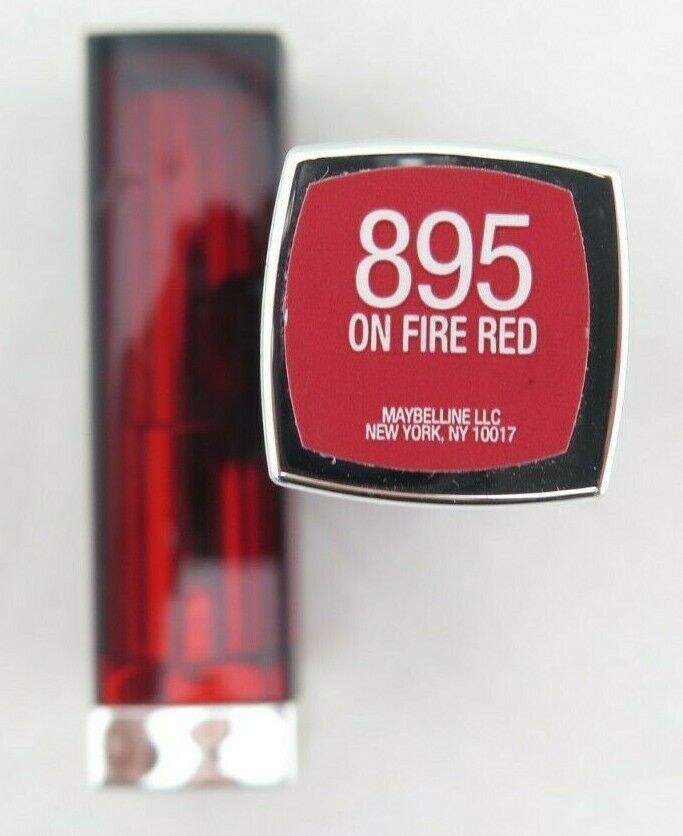 895
ON FIRE RED
MAYBELLINE LLC
NEW YORK, NY 10017